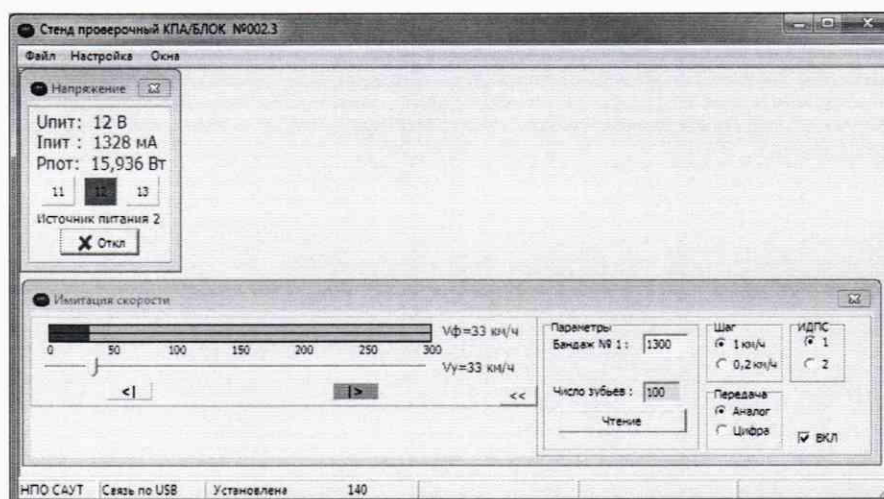 Стенд проверочный КПА/БЛОК №002.3
Файл Настройка Окна
Напряжение
Uпит: 12 В
Iпит : 1328 мА
Pпот: 15,936 Вт
11 12 13
Источник питания 2
X Откл
Имитация скорости
Vф=33 км/ч
0 50 100 150 200 250 300
Vу=33 км/ч
<| |>
<<
Параметры
Бандаж № 1 : 1300
Число зубьев : 100
Чтение
Шаг
1 км/ч
0,2 км/ч
Передача
Аналог
Цифра
ИДПС
1
2
ВКЛ
НПО САУТ Связь по USB Установлена 140